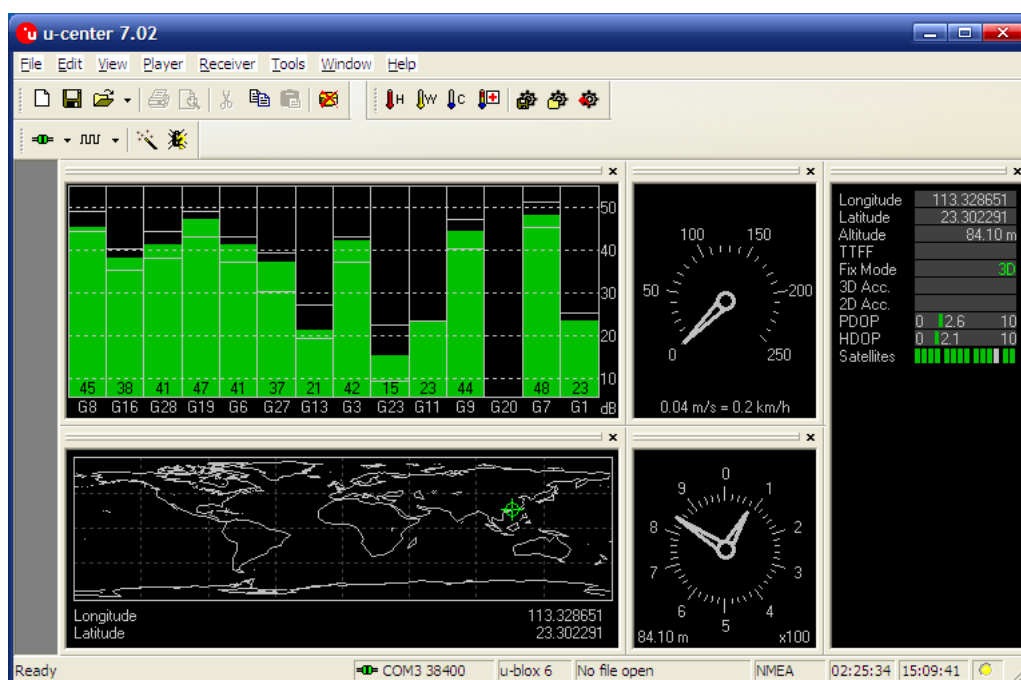 u-center 7.02
File Edit View Player Receiver Tools Window Help
H W C
50
40
30
20
10
45 38 41 47 41 37 21 42 15 23 44 48 23
G8 G16 G28 G19 G6 G27 G13 G3 G23 G11 G9 G20 G7 G1 dB
100 150
50 200
0 250
0.04 m/s = 0.2 km/h
Longitude 113.328651
Latitude 23.302291
Altitude 84.10 m
TTFF
Fix Mode 3D
3D Acc.
2D Acc.
PDOP 0 2.6 10
HDOP 0 2.1 10
Satellites
Longitude 113.328651
Latitude 23.302291
0
9 1
8 2
7 3
6 4
5
84.10 m x100
Ready COM3 38400 u-blox 6 No file open NMEA 02:25:34 15:09:41